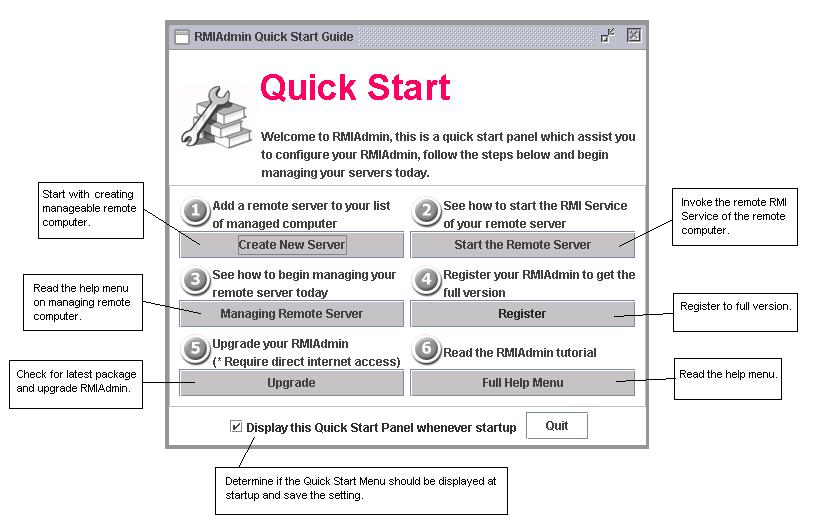 RMIAdmin Quick Start Guide
Quick Start
Welcome to RMIAdmin, this is a quick start panel which assist you
to configure your RMIAdmin, follow the steps below and begin
managing your servers today.
Start with creating
manageable remote
computer.
1
Add a remote server to your list
of managed computer
Create New Server
2
See how to start the RMI Service
of your remote server
Start the Remote Server
Invoke the remote RMI
Service of the remote
computer.
Read the help menu
on managing remote
computer.
3
See how to begin managing your
remote server today
Managing Remote Server
4
Register your RMIAdmin to get the
full version
Register
Register to full version.
Check for latest package
and upgrade RMIAdmin.
5
Upgrade your RMIAdmin
(* Require direct internet access)
Upgrade
6
Read the RMIAdmin tutorial
Full Help Menu
Read the help menu.
Display this Quick Start Panel whenever startup
Quit
Determine if the Quick Start Menu should be displayed at
startup and save the setting.